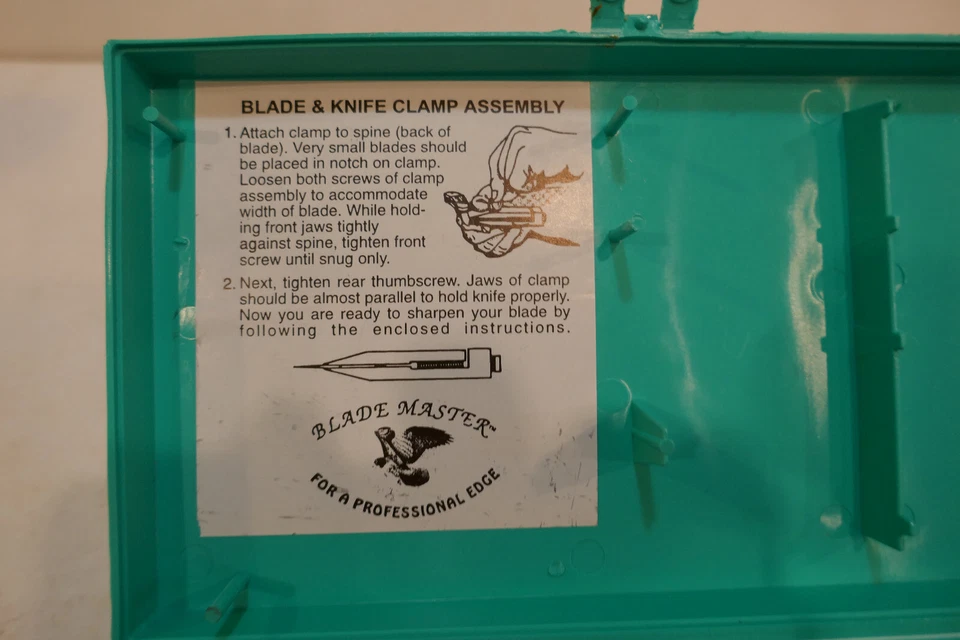 BLADE & KNIFE CLAMP ASSEMBLY
1. Attach clamp to spine (back of
blade). Very small blades should
be placed in notch on clamp.
Loosen both screws of clamp
assembly to accommodate
width of blade. While hold-
ing front jaws tightly
against spine, tighten front
screw until snug only.
2. Next, tighten rear thumbscrew. Jaws of clamp
should be almost parallel to hold knife properly.
Now you are ready to sharpen your blade by
following the enclosed instructions.
BLADE MASTER™
FOR A PROFESSIONAL EDGE